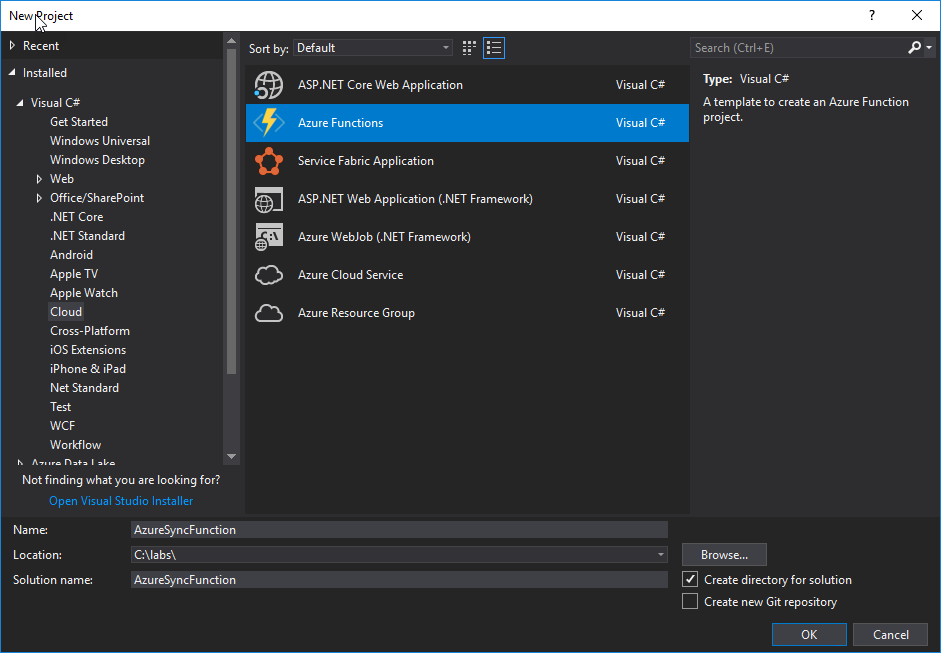 New Project
?
Recent
Installed
Visual C#
Get Started
Windows Universal
Windows Desktop
Web
Office/SharePoint
.NET Core
.NET Standard
Android
Apple TV
Apple Watch
Cloud
Cross-Platform
iOS Extensions
iPhone & iPad
Net Standard
Test
WCF
Workflow
Azure Data Lake
Not finding what you are looking for?
Open Visual Studio Installer
Sort by: Default
ASP.NET Core Web Application Visual C#
Azure Functions Visual C#
Service Fabric Application Visual C#
ASP.NET Web Application (.NET Framework) Visual C#
Azure WebJob (.NET Framework) Visual C#
Azure Cloud Service Visual C#
Azure Resource Group Visual C#
Search (Ctrl+E)
Type: Visual C#
A template to create an Azure Function
project.
Name: AzureSyncFunction
Location: C:\labs\
Solution name: AzureSyncFunction
Browse...
Create directory for solution
Create new Git repository
OK Cancel